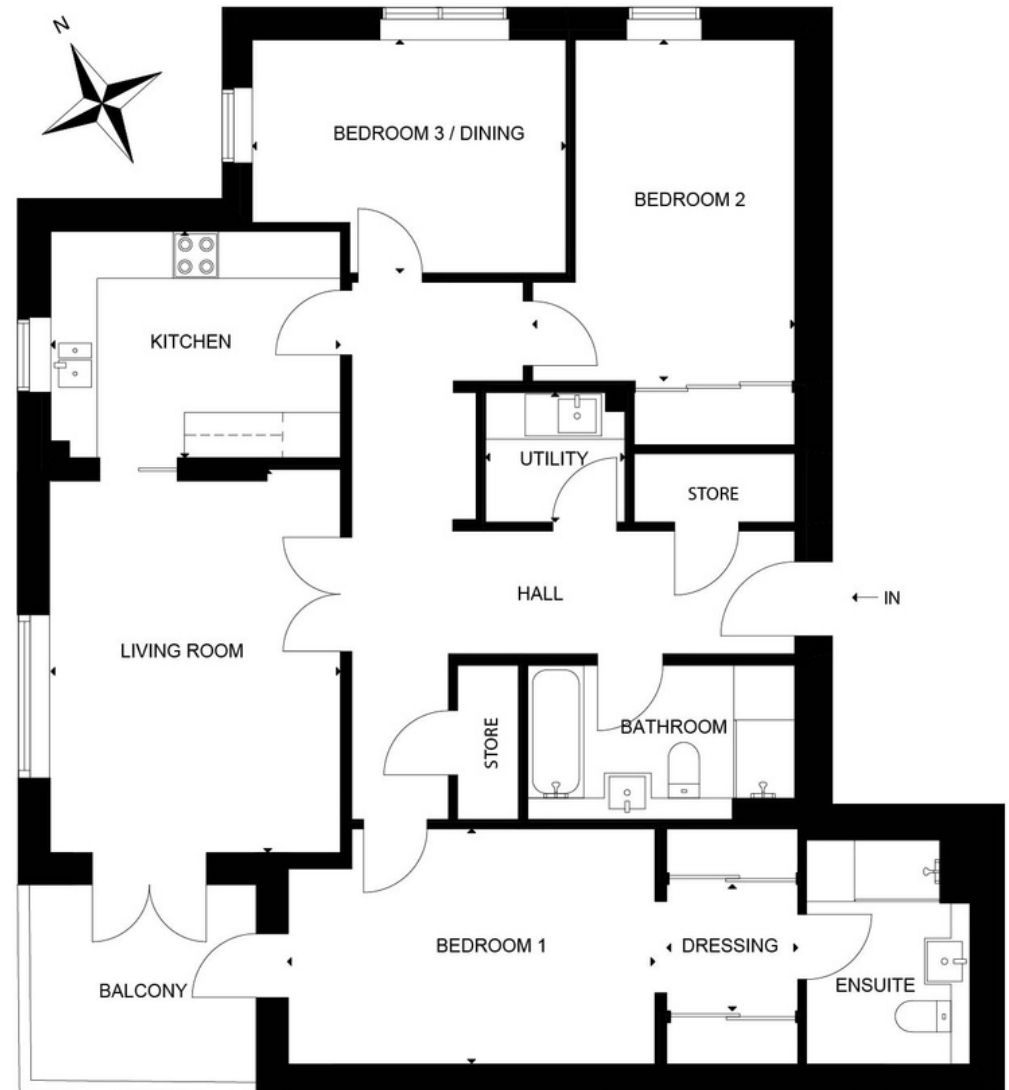 N
BEDROOM 3 / DINING
BEDROOM 2
KITCHEN
UTILITY
STORE
HALL
IN
LIVING ROOM
STORE
BATHROOM
BEDROOM 1
DRESSING
ENSUITE
BALCONY